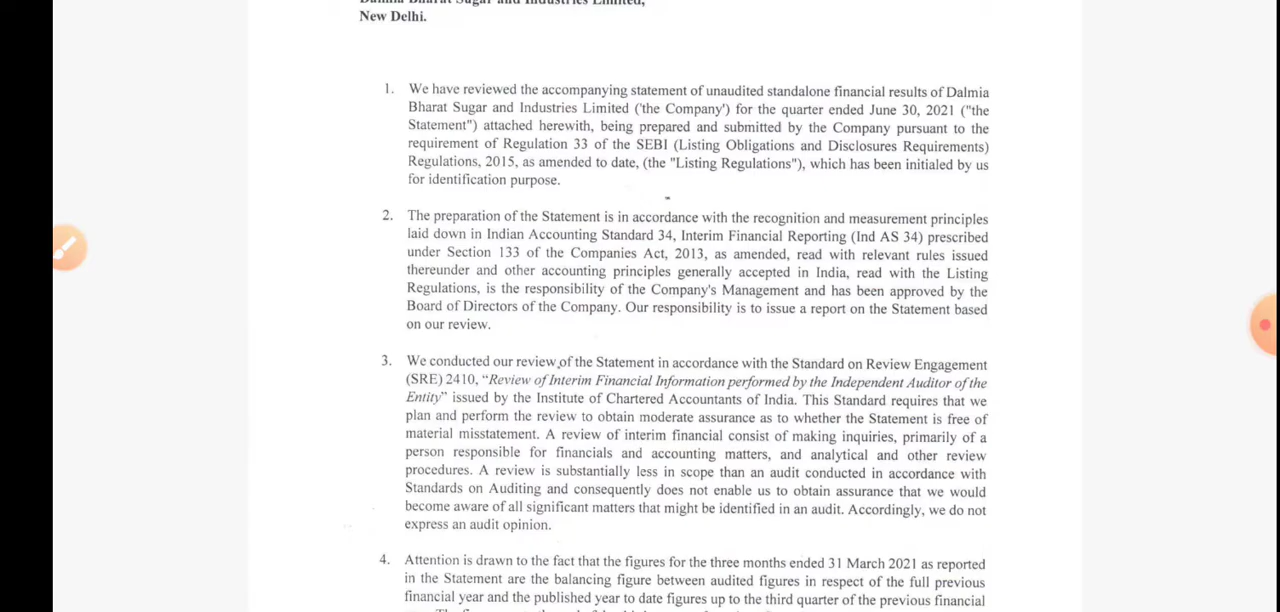 Dalmia Bharat Sugar and Industries Limited,
New Delhi.
1. We have reviewed the accompanying statement of unaudited standalone financial results of Dalmia
Bharat Sugar and Industries Limited ('the Company') for the quarter ended June 30, 2021 ("the
Statement") attached herewith, being prepared and submitted by the Company pursuant to the
requirement of Regulation 33 of the SEBI (Listing Obligations and Disclosures Requirements)
Regulations, 2015, as amended to date, (the "Listing Regulations"), which has been initialed by us
for identification purpose.
2. The preparation of the Statement is in accordance with the recognition and measurement principles
laid down in Indian Accounting Standard 34, Interim Financial Reporting (Ind AS 34) prescribed
under Section 133 of the Companies Act, 2013, as amended, read with relevant rules issued
thereunder and other accounting principles generally accepted in India, read with the Listing
Regulations, is the responsibility of the Company's Management and has been approved by the
Board of Directors of the Company. Our responsibility is to issue a report on the Statement based
on our review.
3. We conducted our review of the Statement in accordance with the Standard on Review Engagement
(SRE) 2410, “Review of Interim Financial Information performed by the Independent Auditor of the
Entity” issued by the Institute of Chartered Accountants of India. This Standard requires that we
plan and perform the review to obtain moderate assurance as to whether the Statement is free of
material misstatement. A review of interim financial consist of making inquiries, primarily of a
person responsible for financials and accounting matters, and analytical and other review
procedures. A review is substantially less in scope than an audit conducted in accordance with
Standards on Auditing and consequently does not enable us to obtain assurance that we would
become aware of all significant matters that might be identified in an audit. Accordingly, we do not
express an audit opinion.
4. Attention is drawn to the fact that the figures for the three months ended 31 March 2021 as reported
in the Statement are the balancing figure between audited figures in respect of the full previous
financial year and the published year to date figures up to the third quarter of the previous financial